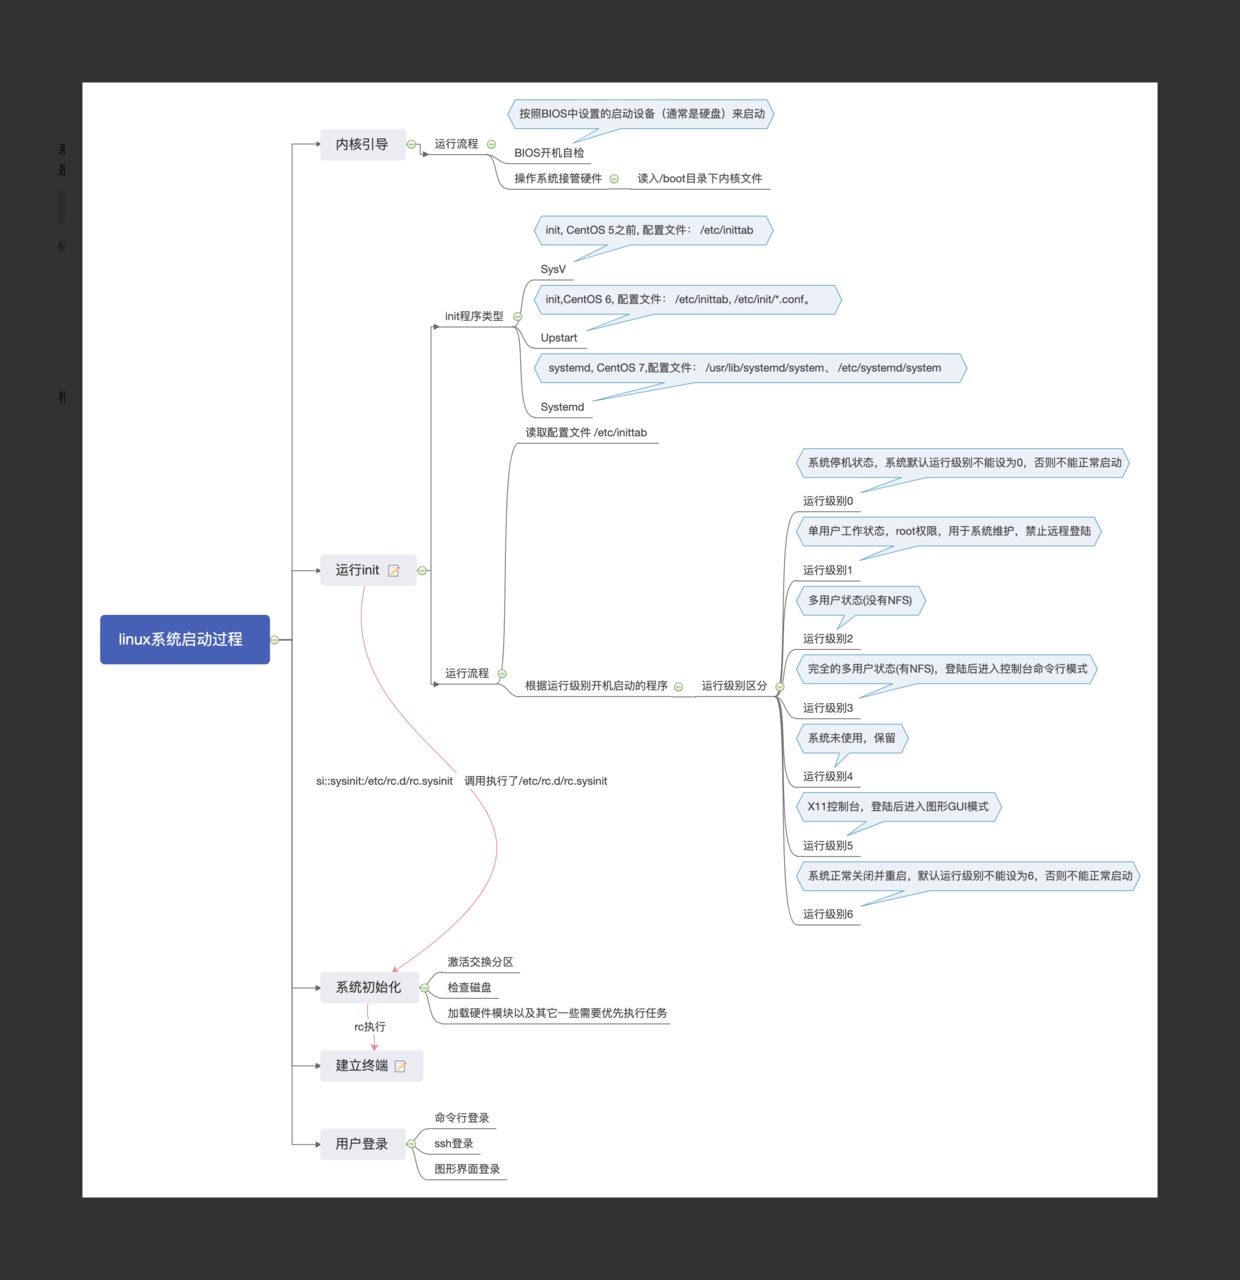 按照BIOS中设置的启动设备（通常是硬盘）来启动
内核引导
运行流程
BIOS开机自检
操作系统接管硬件
读入/boot目录下内核文件
init, CentOS 5之前, 配置文件： /etc/inittab
SysV
init,CentOS 6, 配置文件： /etc/inittab, /etc/init/*.conf。
init程序类型
Upstart
systemd, CentOS 7,配置文件： /usr/lib/systemd/system、 /etc/systemd/system
Systemd
读取配置文件 /etc/inittab
系统停机状态，系统默认运行级别不能设为0，否则不能正常启动
运行级别0
单用户工作状态，root权限，用于系统维护，禁止远程登陆
运行init
运行级别1
多用户状态(没有NFS)
linux系统启动过程
运行级别2
完全的多用户状态(有NFS)，登陆后进入控制台命令行模式
运行流程
根据运行级别开机启动的程序
运行级别区分
运行级别3
系统未使用，保留
运行级别4
si::sysinit:/etc/rc.d/rc.sysinit 调用执行了/etc/rc.d/rc.sysinit
X11控制台，登陆后进入图形GUI模式
运行级别5
系统正常关闭并重启，默认运行级别不能设为6，否则不能正常启动
运行级别6
激活交换分区
系统初始化
检查磁盘
加载硬件模块以及其它一些需要优先执行任务
rc执行
建立终端
命令行登录
用户登录
ssh登录
图形界面登录